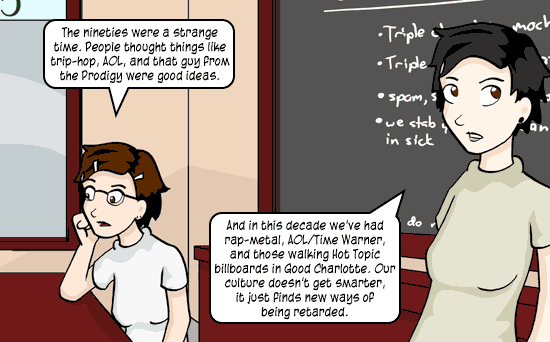 5
The nineties were a strange
time. People thought things like
trip-hop, AOL, and that guy from
the Prodigy were good ideas.
•Triple
•Triple
•spam,
•we stab
in sick
do
And in this decade we've had
rap-metal, AOL/Time Warner,
and those walking Hot Topic
billboards in Good Charlotte. Our
culture doesn't get smarter,
it just finds new ways of
being retarded.